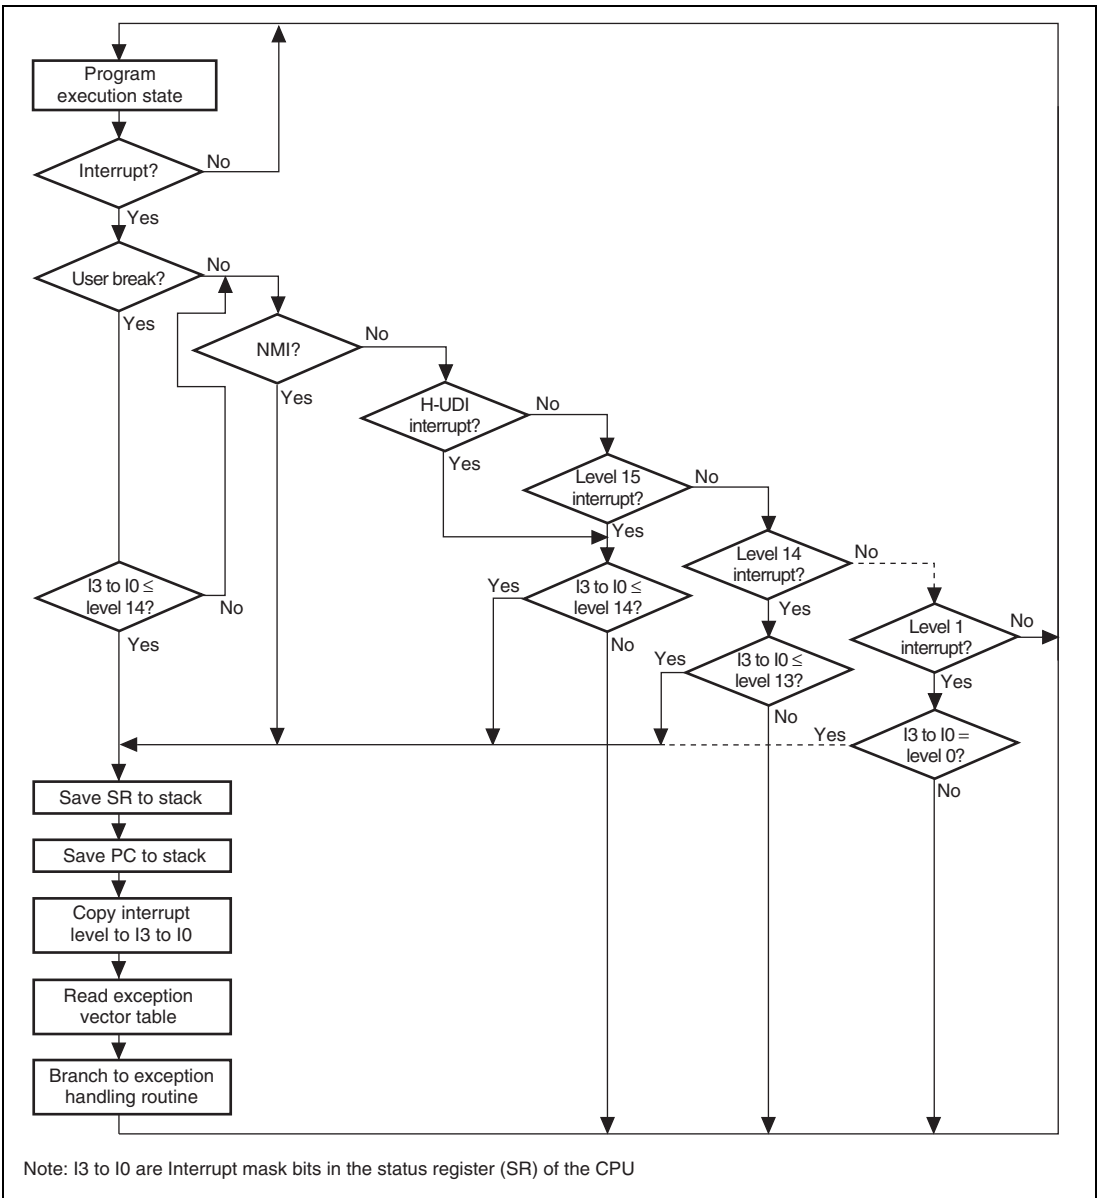 Program
execution state
Interrupt?
No
Yes
User break?
No
Yes
NMI?
No
Yes
H-UDI
interrupt?
No
Yes
Level 15
interrupt?
No
Yes
Level 14
interrupt?
No
Yes
Level 1
interrupt?
No
Yes
I3 to I0 ≤
level 14?
No
Yes
I3 to I0 ≤
level 14?
Yes
No
I3 to I0 ≤
level 13?
Yes
No
I3 to I0 =
level 0?
Yes
No
Save SR to stack
Save PC to stack
Copy interrupt
level to I3 to I0
Read exception
vector table
Branch to exception
handling routine
Note: I3 to I0 are Interrupt mask bits in the status register (SR) of the CPU